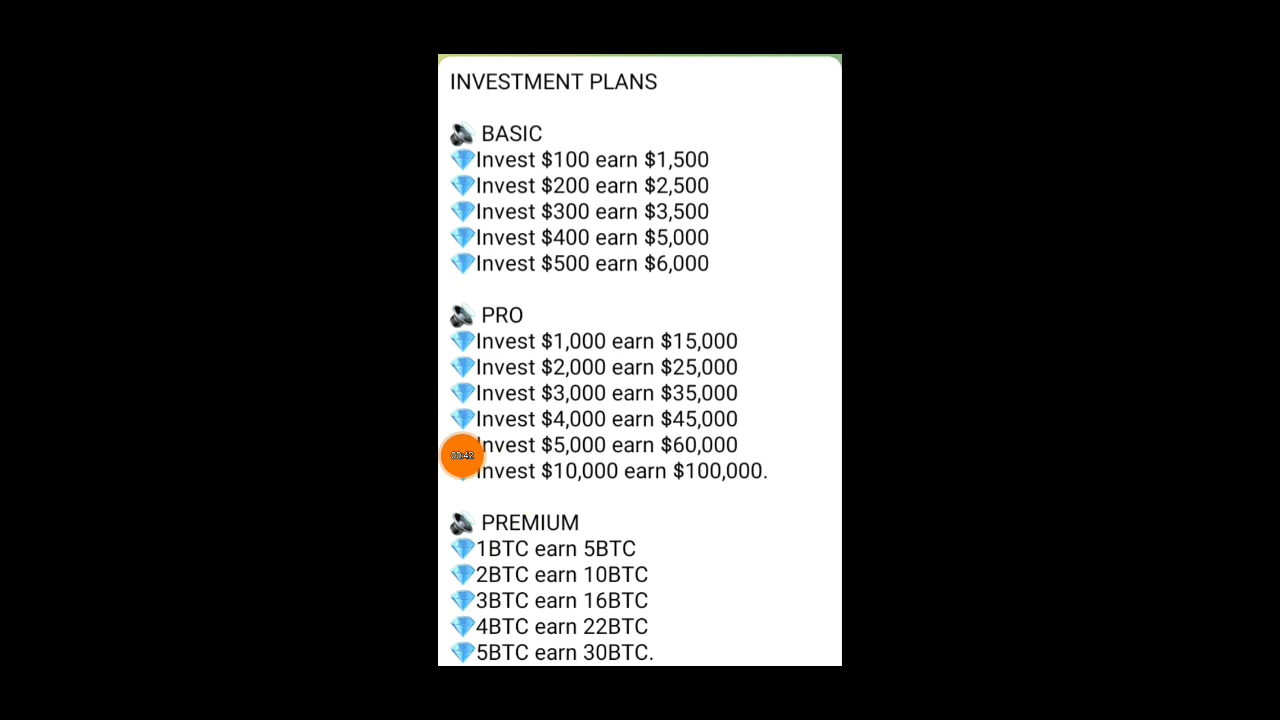 INVESTMENT PLANS
🔊 BASIC
💎Invest $100 earn $1,500
💎Invest $200 earn $2,500
💎Invest $300 earn $3,500
💎Invest $400 earn $5,000
💎Invest $500 earn $6,000
🔊 PRO
💎Invest $1,000 earn $15,000
💎Invest $2,000 earn $25,000
💎Invest $3,000 earn $35,000
💎Invest $4,000 earn $45,000
Invest $5,000 earn $60,000
00:42
Invest $10,000 earn $100,000.
🔊 PREMIUM
💎1BTC earn 5BTC
💎2BTC earn 10BTC
💎3BTC earn 16BTC
💎4BTC earn 22BTC
💎5BTC earn 30BTC.